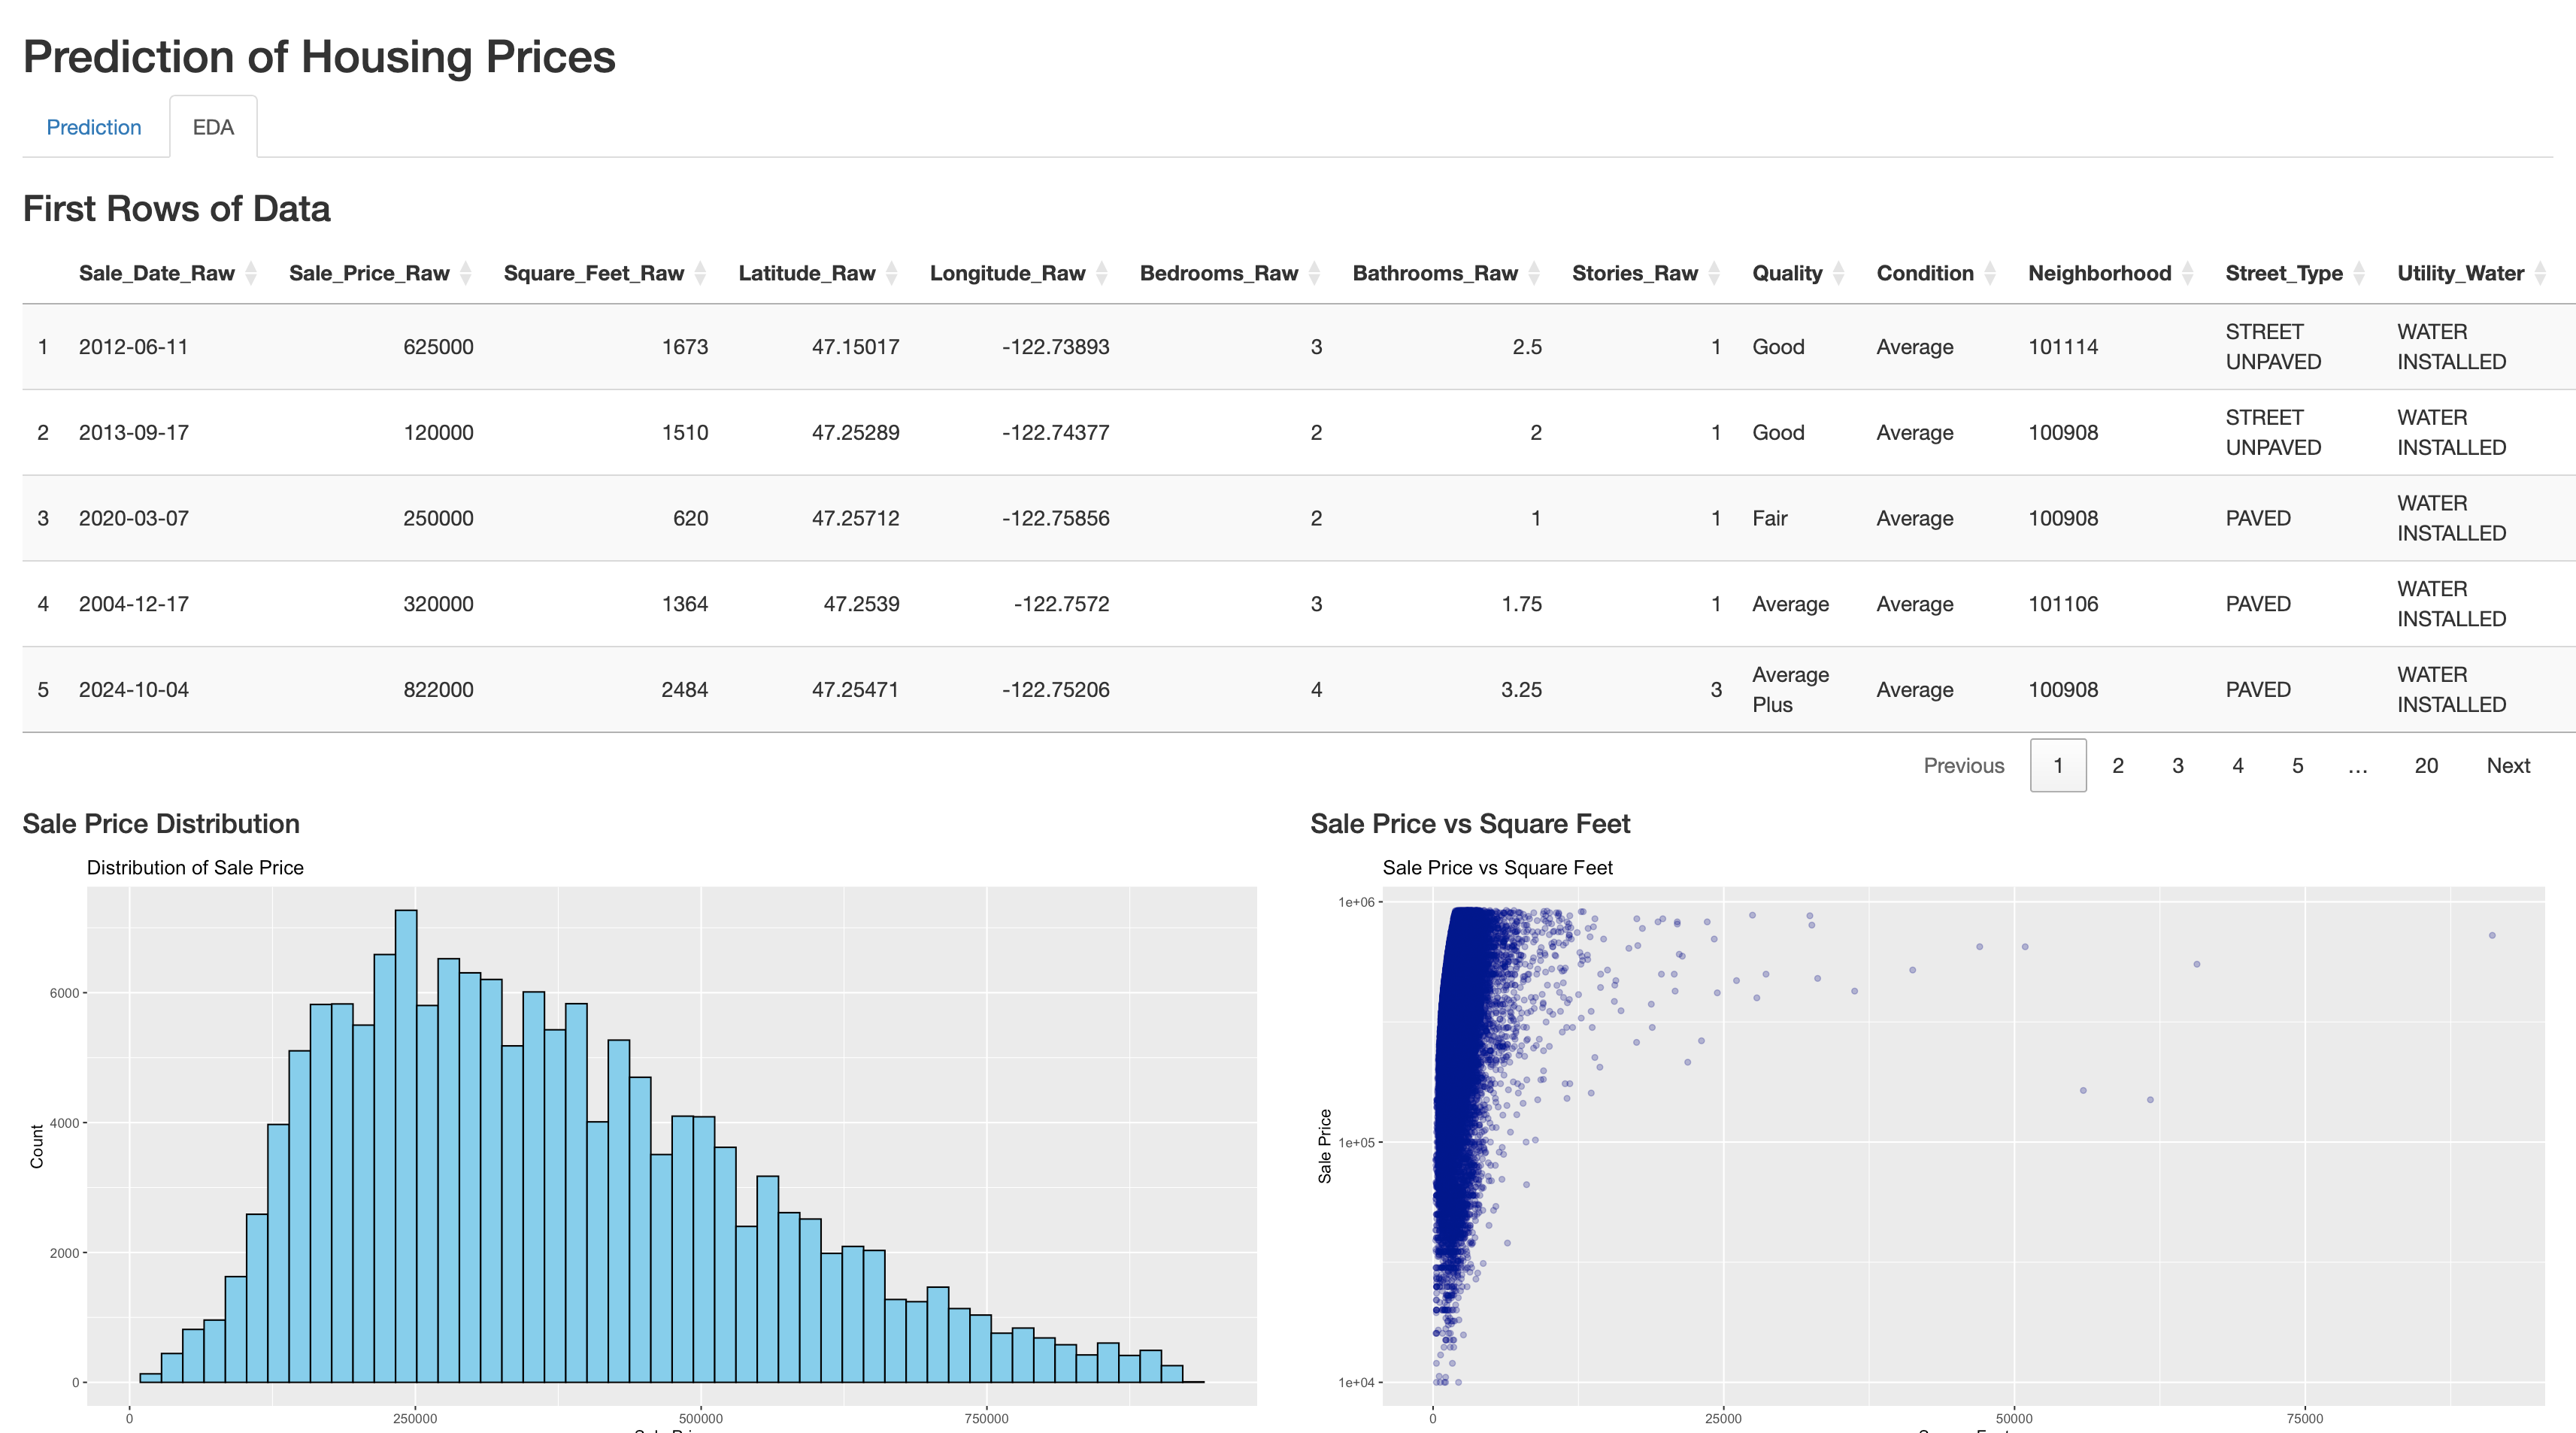 Prediction of Housing Prices
Prediction EDA
First Rows of Data
Sale_Date_Raw Sale_Price_Raw Square_Feet_Raw Latitude_Raw Longitude_Raw Bedrooms_Raw Bathrooms_Raw Stories_Raw Quality Condition Neighborhood Street_Type Utility_Water
1 2012-06-11 625000 1673 47.15017 -122.73893 3 2.5 1 Good Average 101114 STREET UNPAVED WATER INSTALLED
2 2013-09-17 120000 1510 47.25289 -122.74377 2 2 1 Good Average 100908 STREET UNPAVED WATER INSTALLED
3 2020-03-07 250000 620 47.25712 -122.75856 2 1 1 Fair Average 100908 PAVED WATER INSTALLED
4 2004-12-17 320000 1364 47.2539 -122.7572 3 1.75 1 Average Average 101106 PAVED WATER INSTALLED
5 2024-10-04 822000 2484 47.25471 -122.75206 4 3.25 3 Average Plus Average 100908 PAVED WATER INSTALLED
Previous 1 2 3 4 5 … 20 Next
Sale Price Distribution
Distribution of Sale Price
Count
6000
4000
2000
0
0 250000 500000 750000
Sale Price vs Square Feet
Sale Price vs Square Feet
Sale Price
1e+06
1e+05
1e+04
0 25000 50000 75000